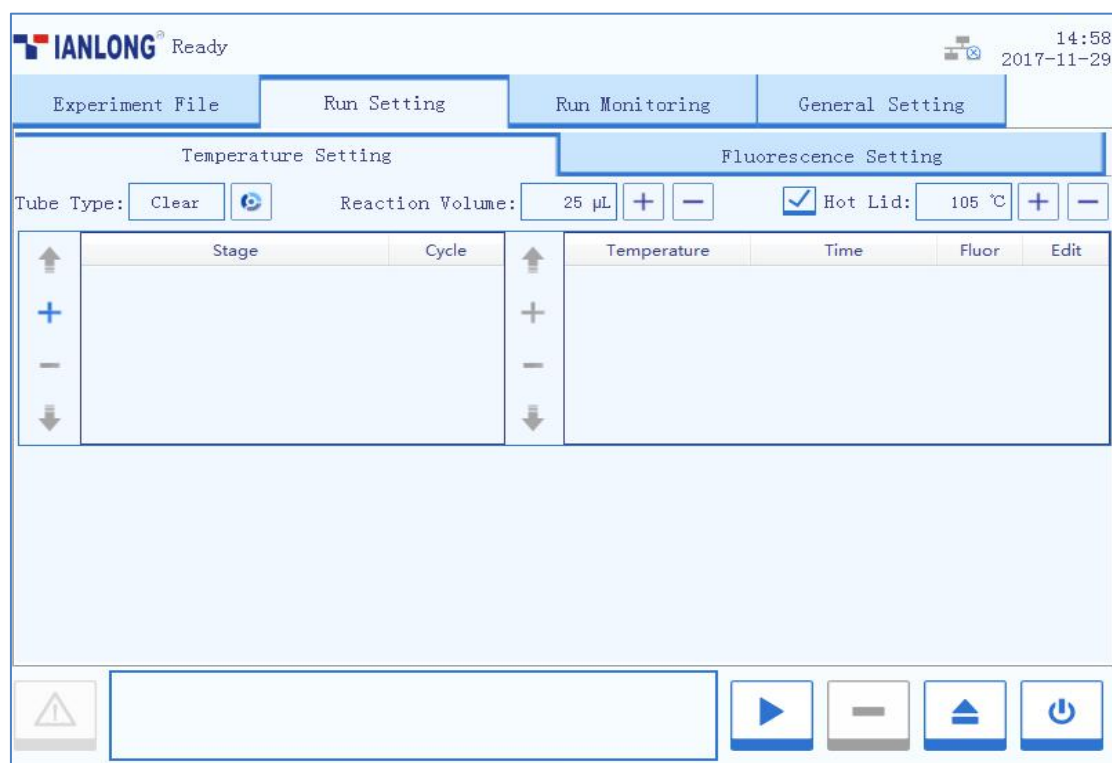 TIANLONG® Ready
14:58
2017-11-29
Experiment File Run Setting Run Monitoring General Setting
Temperature Setting Fluorescence Setting
Tube Type: Clear Reaction Volume: 25 μL Hot Lid: 105 ℃
Stage Cycle Temperature Time Fluor Edit